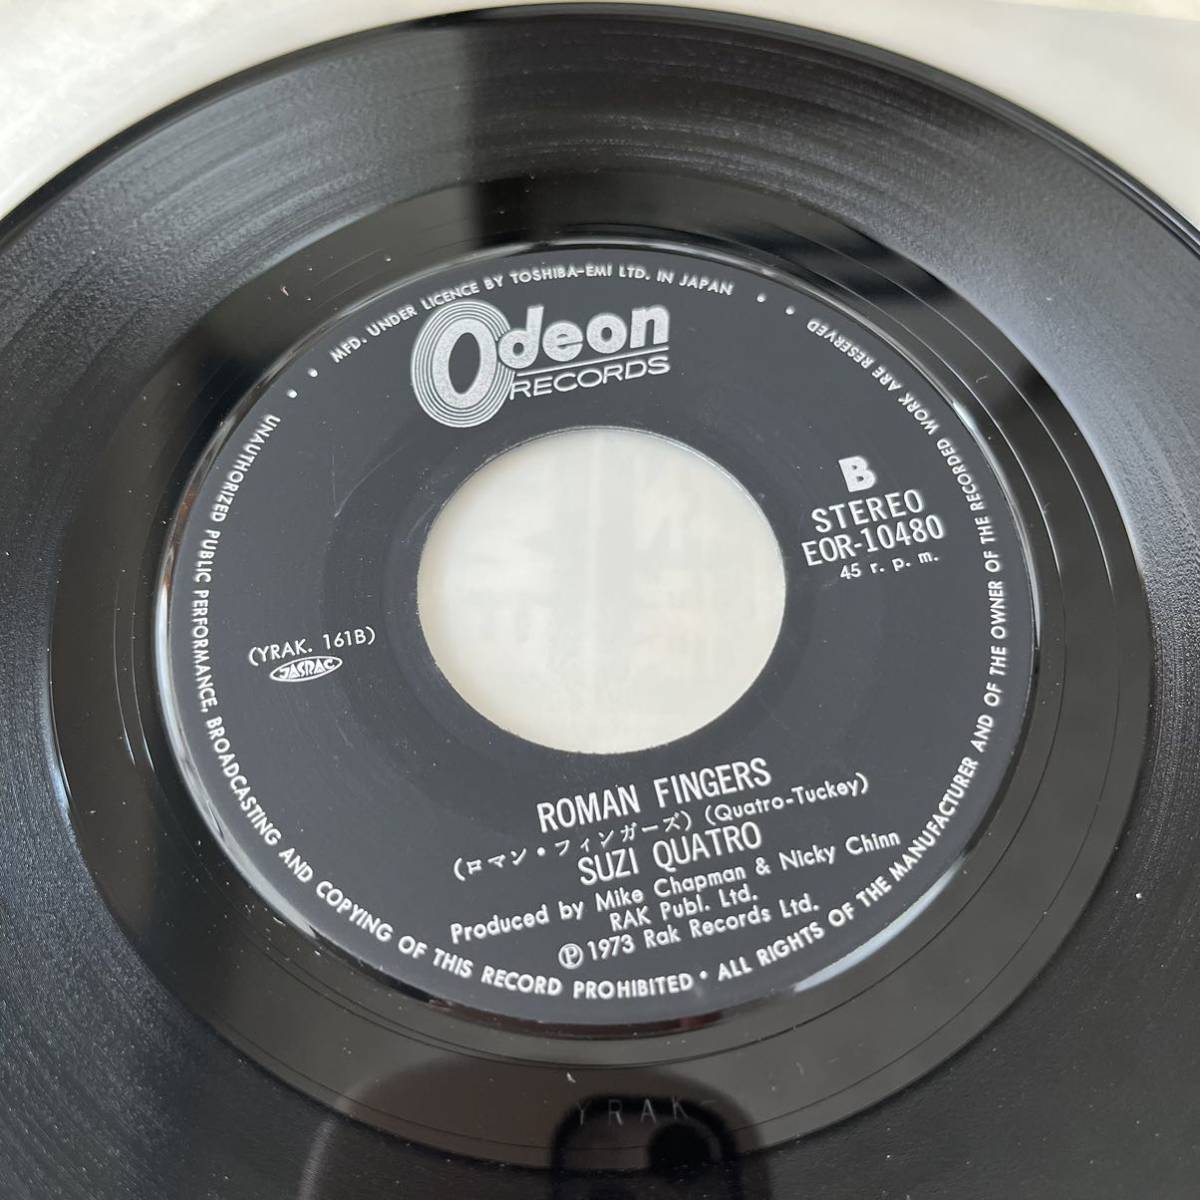 MFD. UNDER LICENCE BY TOSHIBA-EMI LTD. IN JAPAN
Odeon
RECORDS
B
STEREO
EOR-10480
45 r. p. m.
(YRAK. 161B)
JASRAC
ROMAN FINGERS
(ロマン・フィンガーズ) (Quatro-Tuckey)
SUZI QUATRO
Produced by Mike Chapman & Nicky Chinn
RAK Publ. Ltd.
Ⓟ 1973 Rak Records Ltd.
UNAUTHORIZED PUBLIC PERFORMANCE, BROADCASTING AND COPYING OF THIS RECORD PROHIBITED • ALL RIGHTS OF THE MANUFACTURER AND OF THE OWNER OF THE RECORDED WORK ARE RESERVED
YRAK-